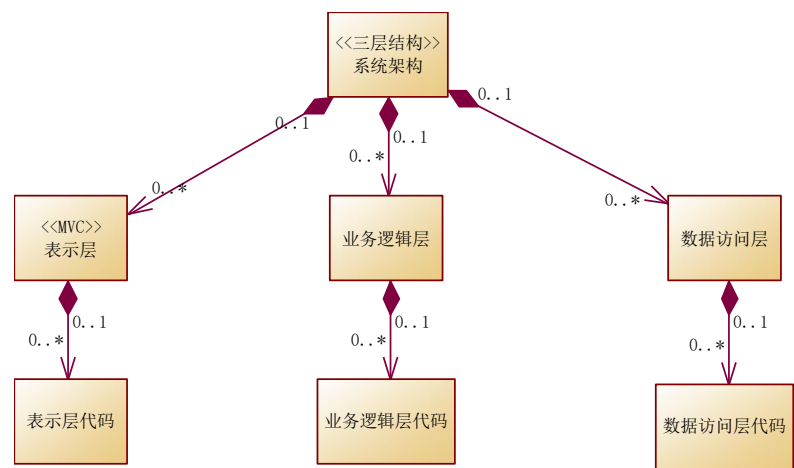 <<三层结构>>
系统架构
0..1
0..1
0..1
0..*
0..*
0..*
<<MVC>>
表示层
业务逻辑层
数据访问层
0..1
0..*
0..1
0..*
0..1
0..*
表示层代码
业务逻辑层代码
数据访问层代码